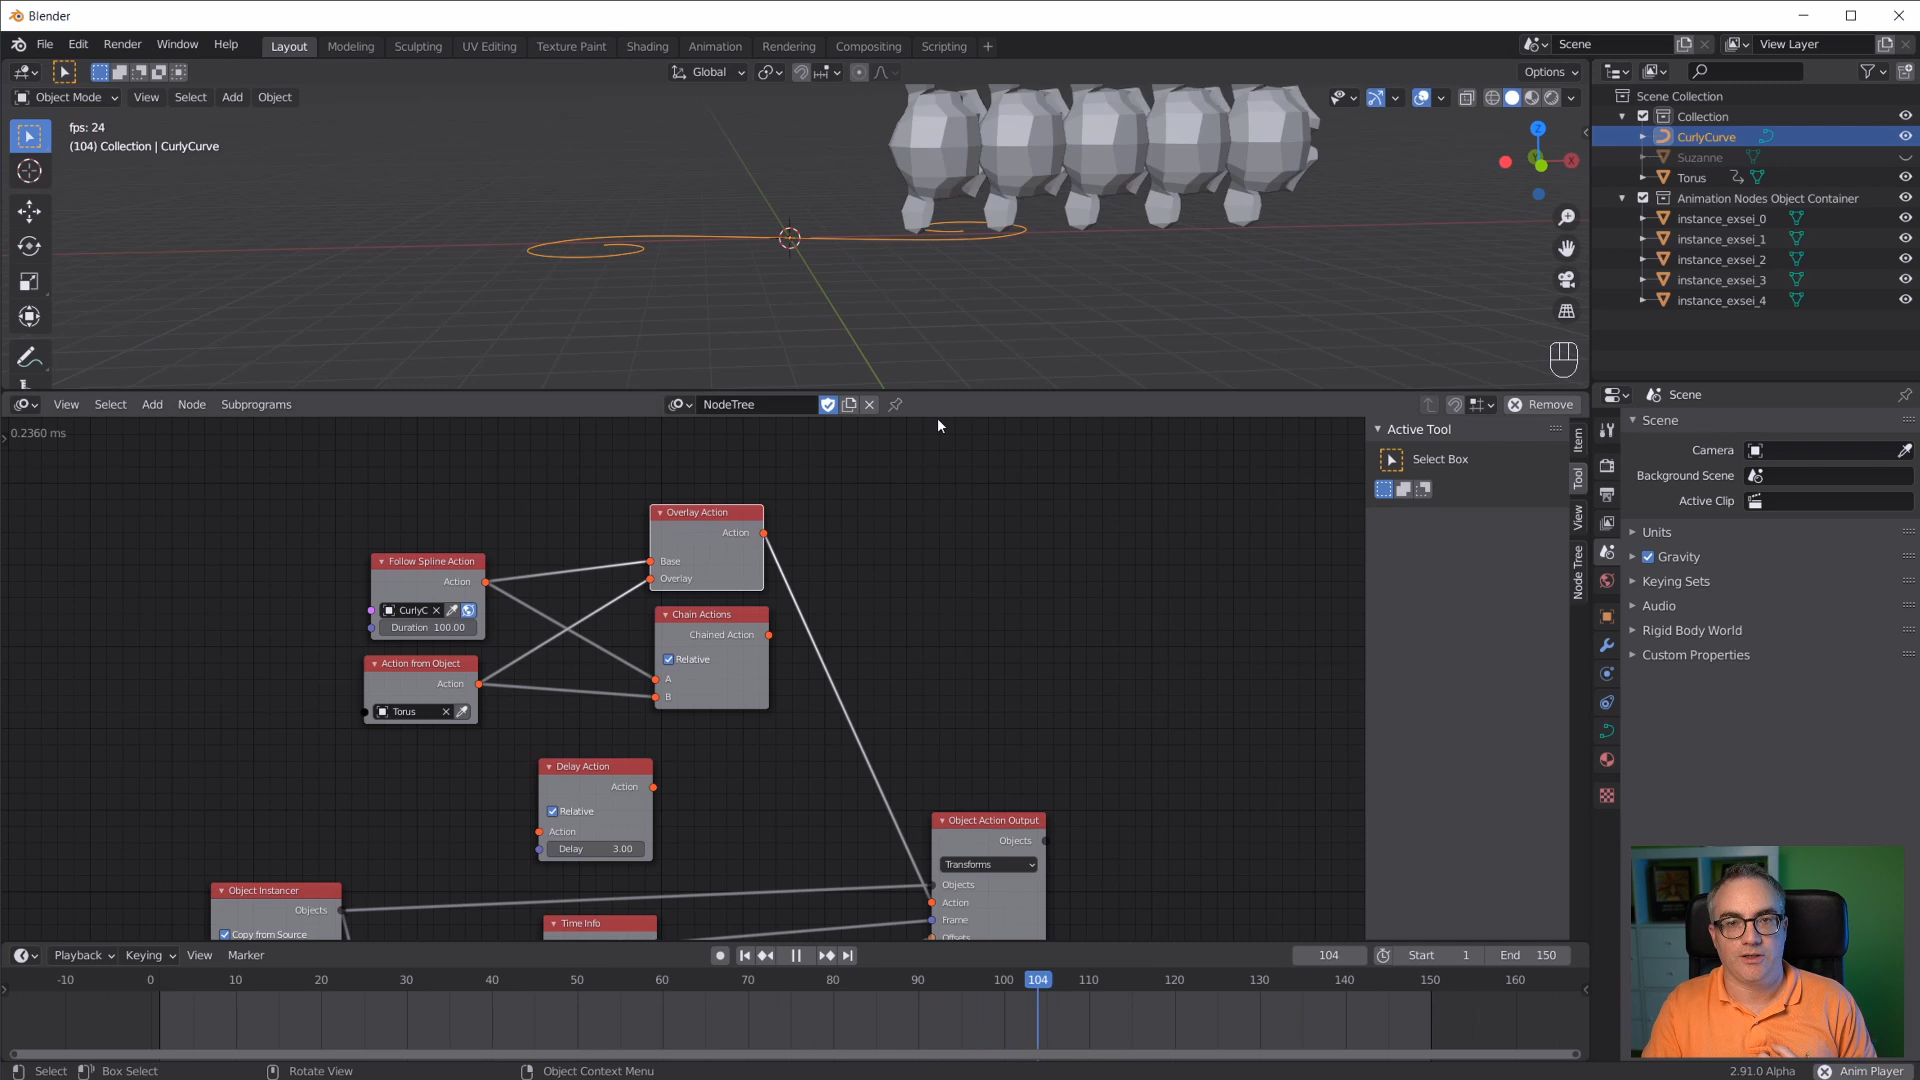 Blender
File Edit Render Window Help
Layout Modeling Sculpting UV Editing Texture Paint Shading Animation Rendering Compositing Scripting +
Scene
View Layer
Global
Options
Object Mode View Select Add Object
fps: 24
(104) Collection | CurlyCurve
Z
X
Scene Collection
Collection
CurlyCurve
Suzanne
Torus
Animation Nodes Object Container
instance_exsei_0
instance_exsei_1
instance_exsei_2
instance_exsei_3
instance_exsei_4
View Select Add Node Subprograms
NodeTree
Remove
0.2360 ms
Active Tool
Select Box
Item
Tool
View
Node Tree
Overlay Action
Action
Base
Overlay
Follow Spline Action
Action
CurlyC
Duration 100.00
Chain Actions
Chained Action
Relative
A
B
Action from Object
Action
Torus
Delay Action
Action
Relative
Action
Delay 3.00
Object Action Output
Objects
Transforms
Objects
Action
Frame
Offsets
Object Instancer
Objects
Copy from Source
Time Info
Scene
Scene
Camera
Background Scene
Active Clip
Units
Gravity
Keying Sets
Audio
Rigid Body World
Custom Properties
Playback Keying View Marker
104
Start 1
End 150
-10 0 10 20 30 40 50 60 70 80 90 100 104 110 120 130 140 150 160
Select Box Select Rotate View Object Context Menu
2.91.0 Alpha
Anim Player